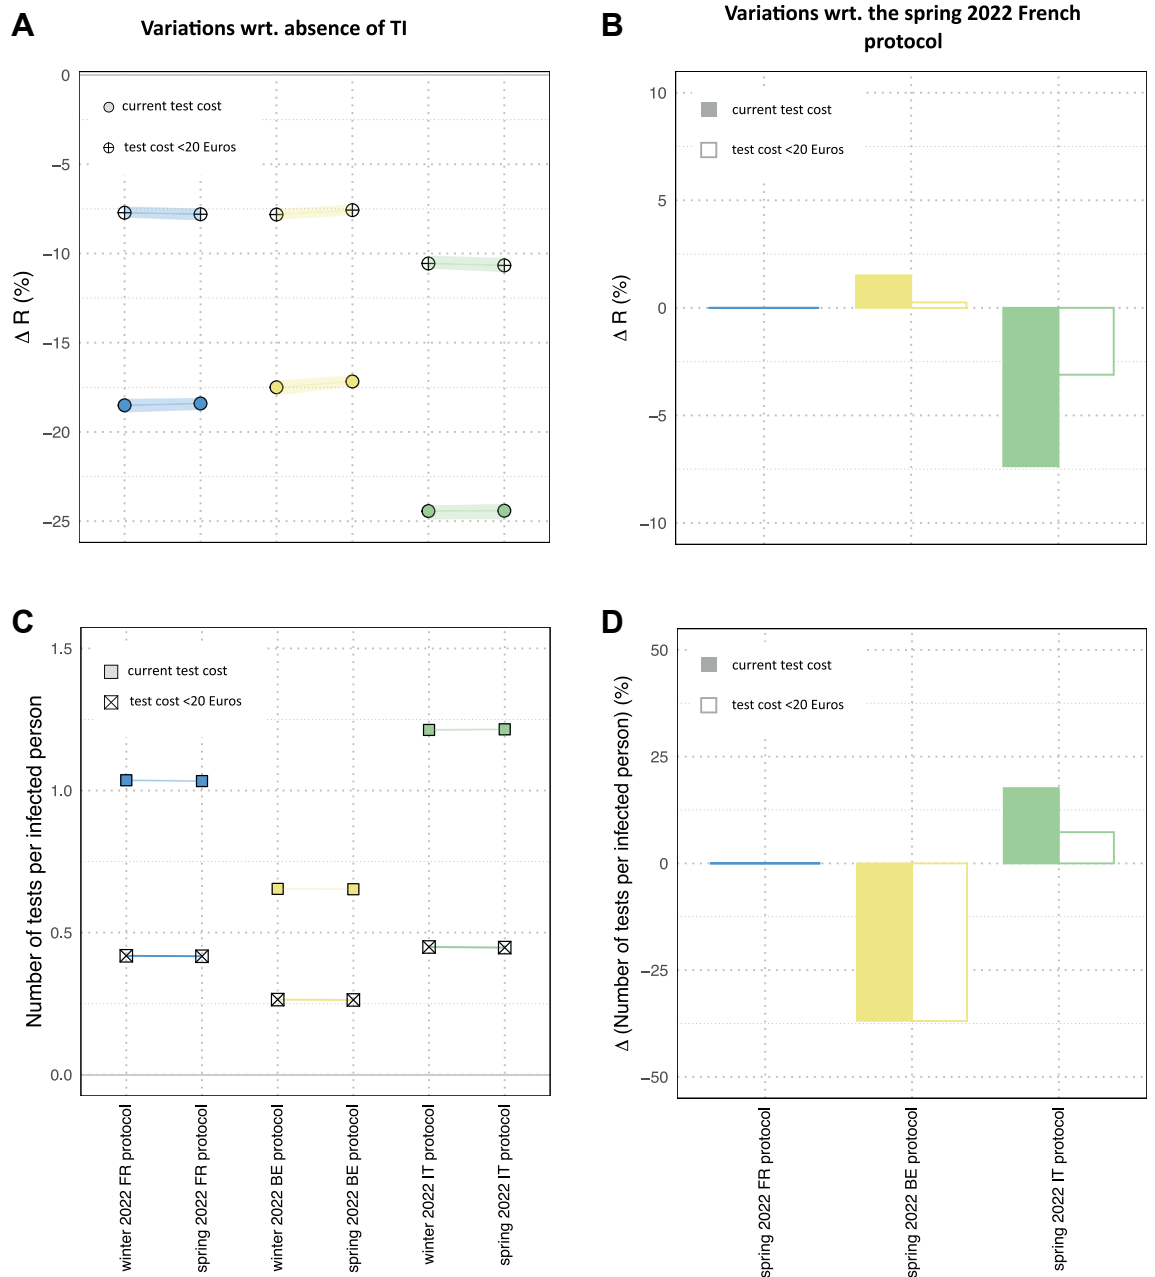 A
Variations wrt. absence of TI
0
−5
−10
−15
−20
−25
Δ R (%)
current test cost
test cost <20 Euros
B
Variations wrt. the spring 2022 French
protocol
10
5
0
−5
−10
Δ R (%)
current test cost
test cost <20 Euros
C
1.5
1.0
0.5
0.0
Number of tests per infected person
current test cost
test cost <20 Euros
winter 2022 FR protocol
spring 2022 FR protocol
winter 2022 BE protocol
spring 2022 BE protocol
winter 2022 IT protocol
spring 2022 IT protocol
D
50
25
0
−25
−50
Δ (Number of tests per infected person) (%)
current test cost
test cost <20 Euros
spring 2022 FR protocol
spring 2022 BE protocol
spring 2022 IT protocol